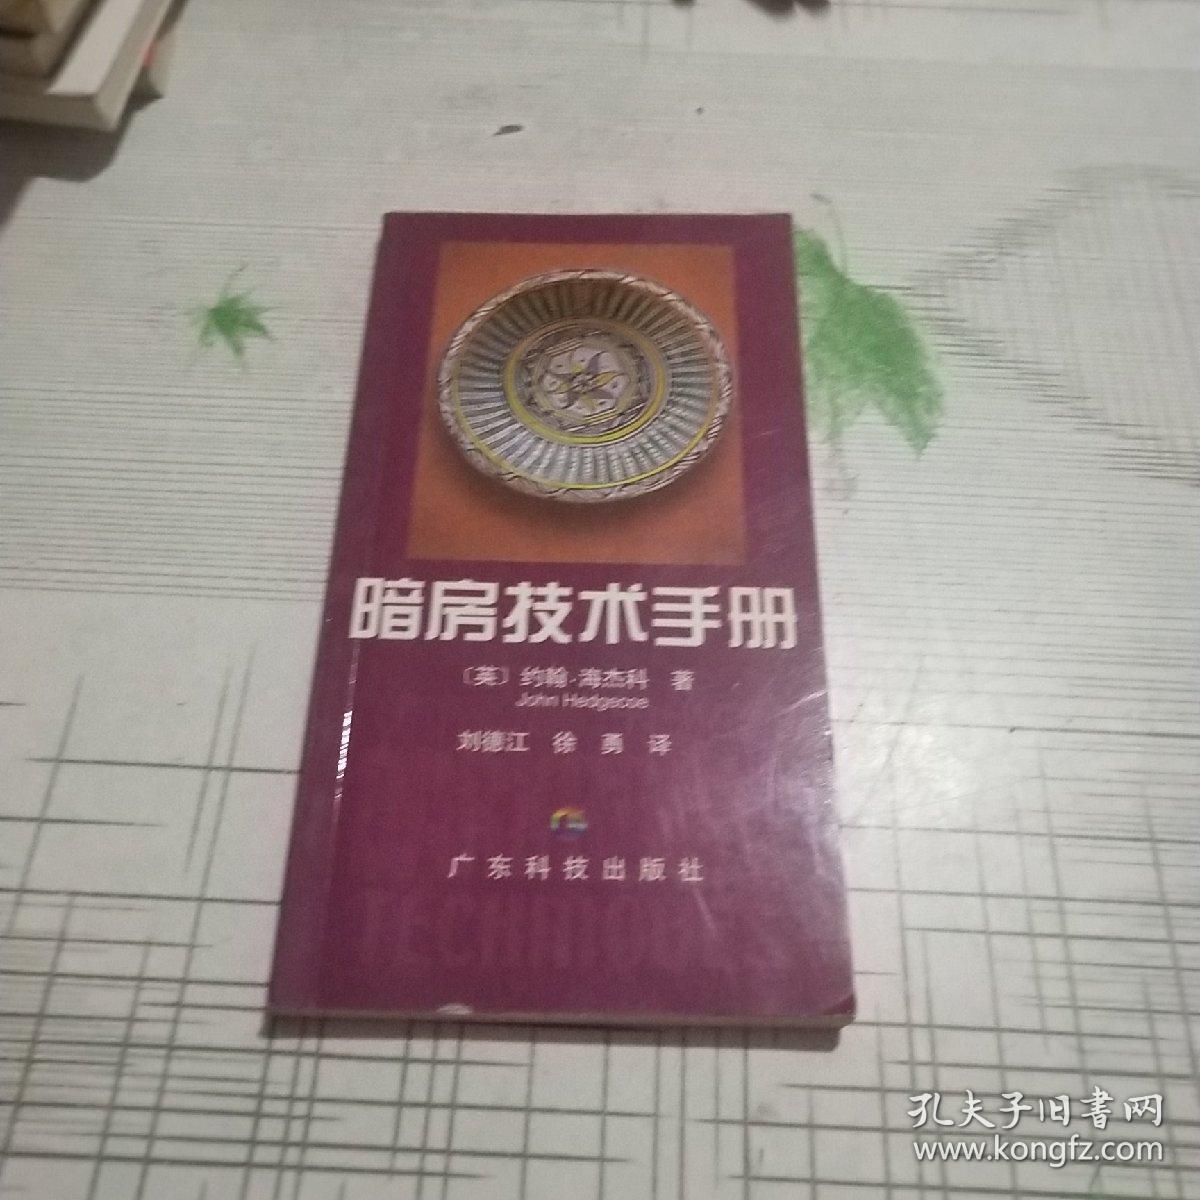 暗房技术手册
〔英〕约翰·海杰科 著
John Hedgecoe
刘德江 徐 勇 译
广东科技出版社
TECHNIQUES
孔夫子旧书网
www.kongfz.com